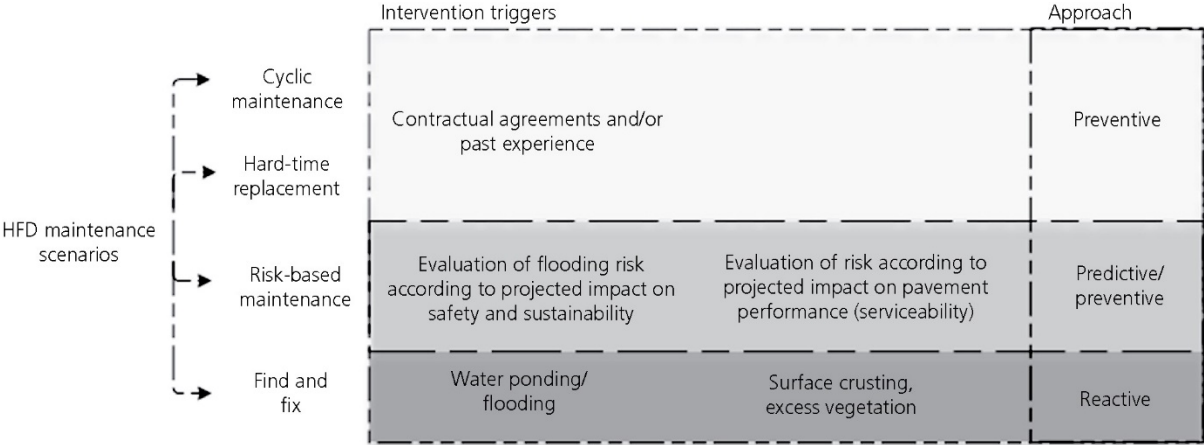 Intervention triggers
Approach
HFD maintenance
scenarios
Cyclic
maintenance
Hard-time
replacement
Contractual agreements and/or
past experience
Preventive
Risk-based
maintenance
Evaluation of flooding risk
according to projected impact on
safety and sustainability
Evaluation of risk according to
projected impact on pavement
performance (serviceability)
Predictive/
preventive
Find and
fix
Water ponding/
flooding
Surface crusting,
excess vegetation
Reactive